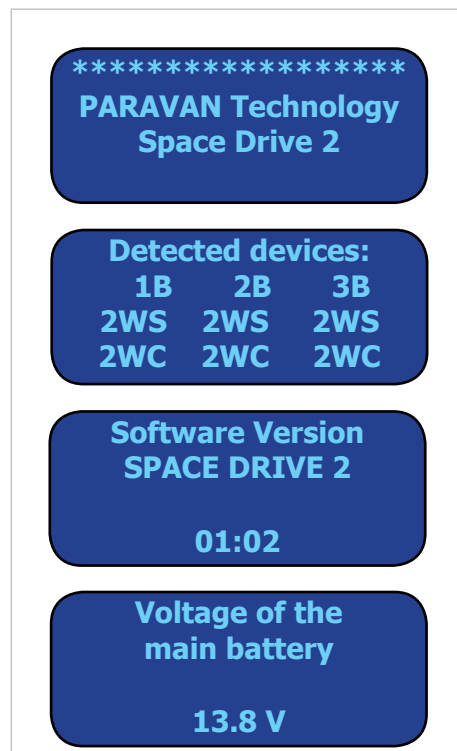 ******************
PARAVAN Technology
Space Drive 2
Detected devices:
1B 2B 3B
2WS 2WS 2WS
2WC 2WC 2WC
Software Version
SPACE DRIVE 2
01:02
Voltage of the
main battery
13.8 V